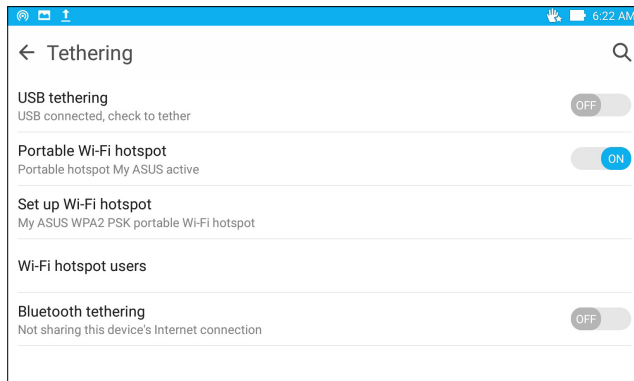 6:22 AM
Tethering
USB tethering
OFF
USB connected, check to tether
Portable Wi-Fi hotspot
ON
Portable hotspot My ASUS active
Set up Wi-Fi hotspot
My ASUS WPA2 PSK portable Wi-Fi hotspot
Wi-Fi hotspot users
Bluetooth tethering
OFF
Not sharing this device's Internet connection